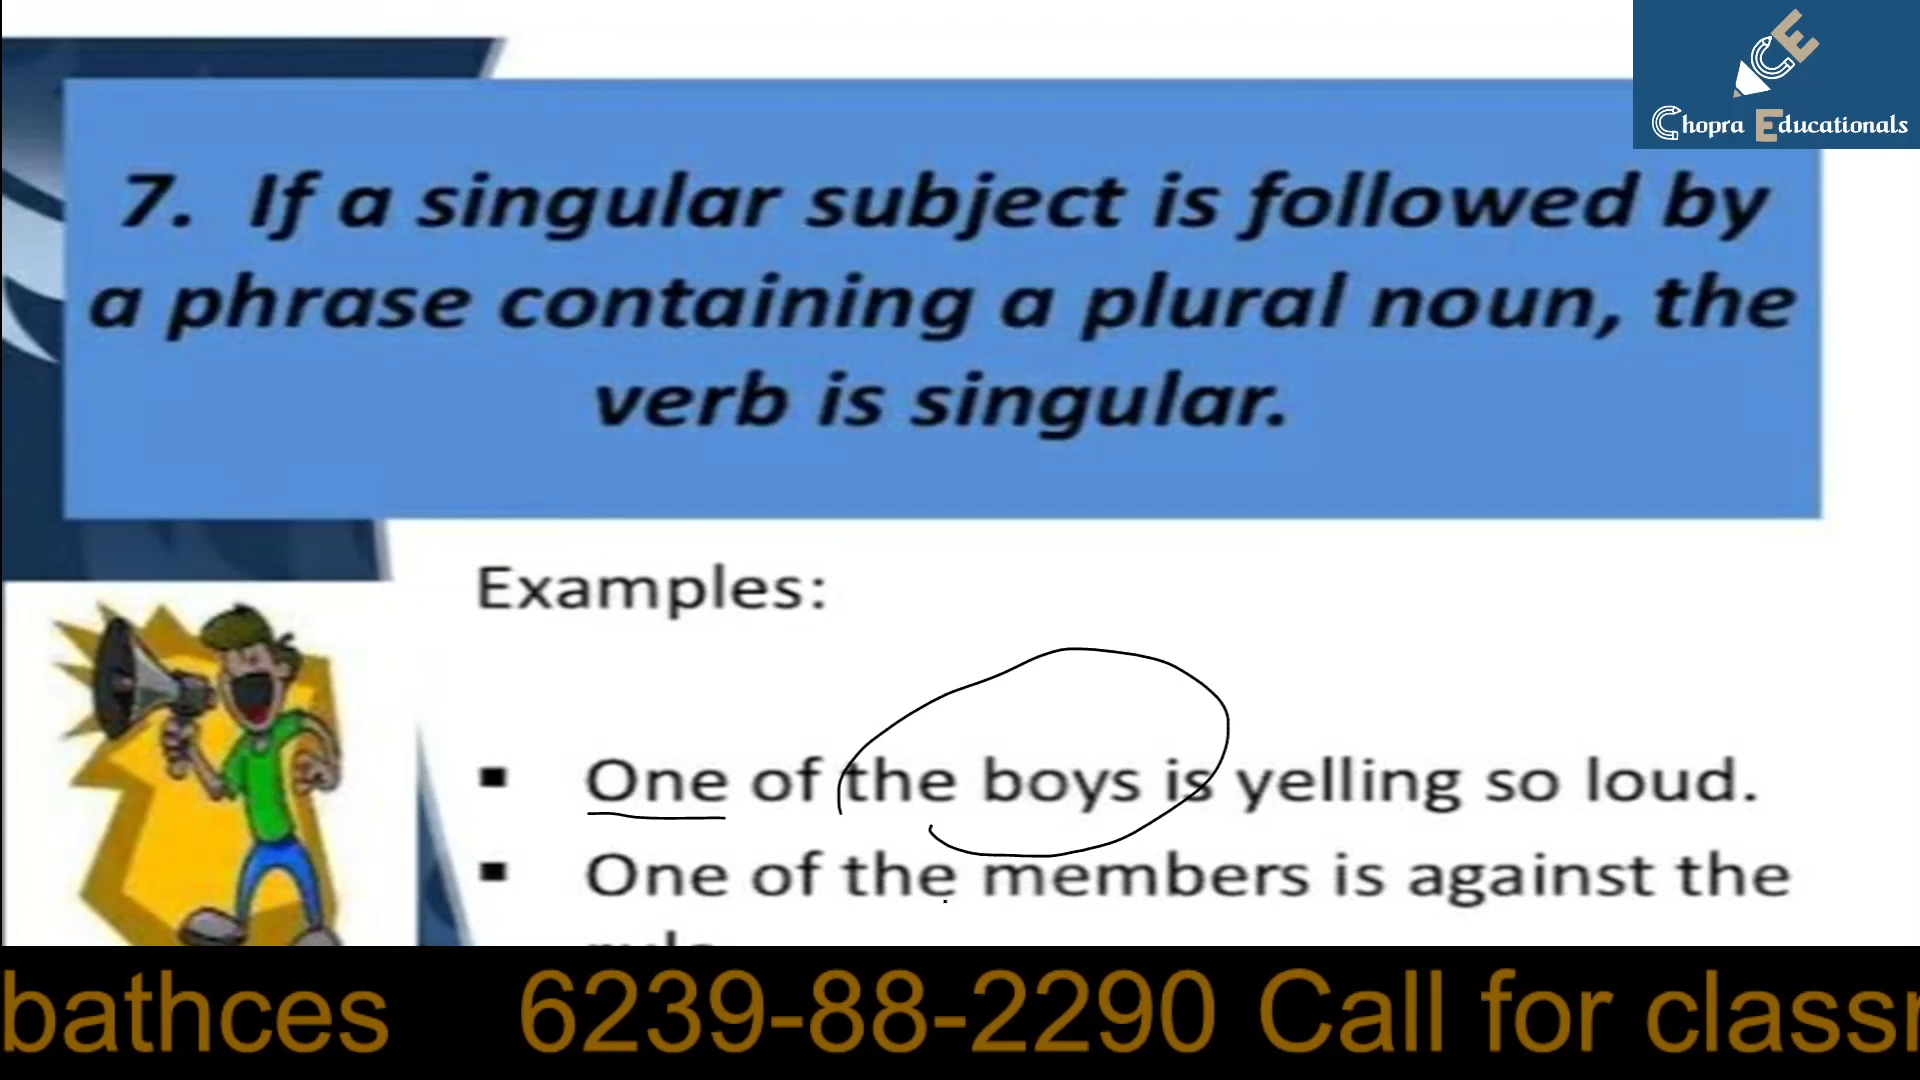 CE
Chopra Educationals
7. If a singular subject is followed by
a phrase containing a plural noun, the
verb is singular.
Examples:
▪ One of the boys is yelling so loud.
▪ One of the members is against the
bathces 6239-88-2290 Call for